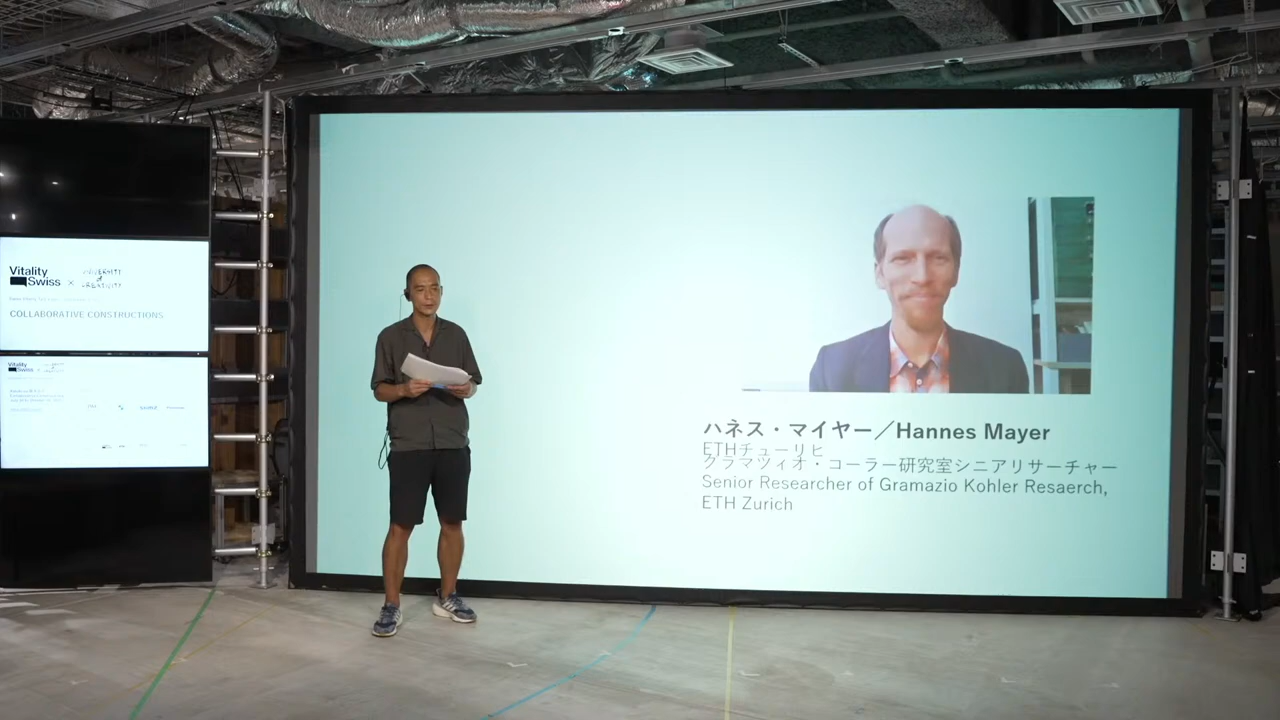 Vitality
Swiss
×
DIVERSITY
&
CREATIVITY
COLLABORATIVE CONSTRUCTIONS
Vitality
Swiss
ハネス・マイヤー／Hannes Mayer
ETHチューリヒ
グラマツィオ・コーラー研究室シニアリサーチャー
Senior Researcher of Gramazio Kohler Resaerch,
ETH Zurich